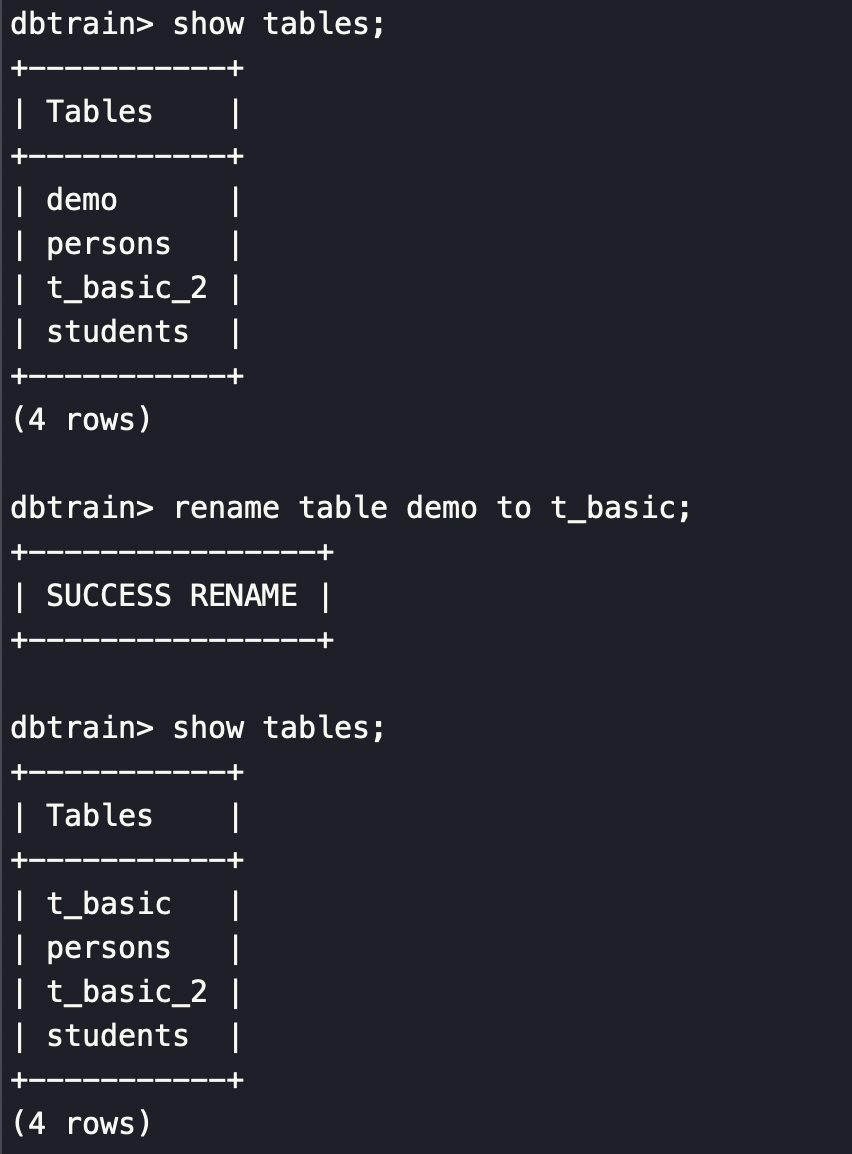 dbtrain> show tables;
+-----------+
| Tables    |
+-----------+
| demo      |
| persons   |
| t_basic_2 |
| students  |
+-----------+
(4 rows)

dbtrain> rename table demo to t_basic;
+----------------+
| SUCCESS RENAME |
+----------------+

dbtrain> show tables;
+-----------+
| Tables    |
+-----------+
| t_basic   |
| persons   |
| t_basic_2 |
| students  |
+-----------+
(4 rows)